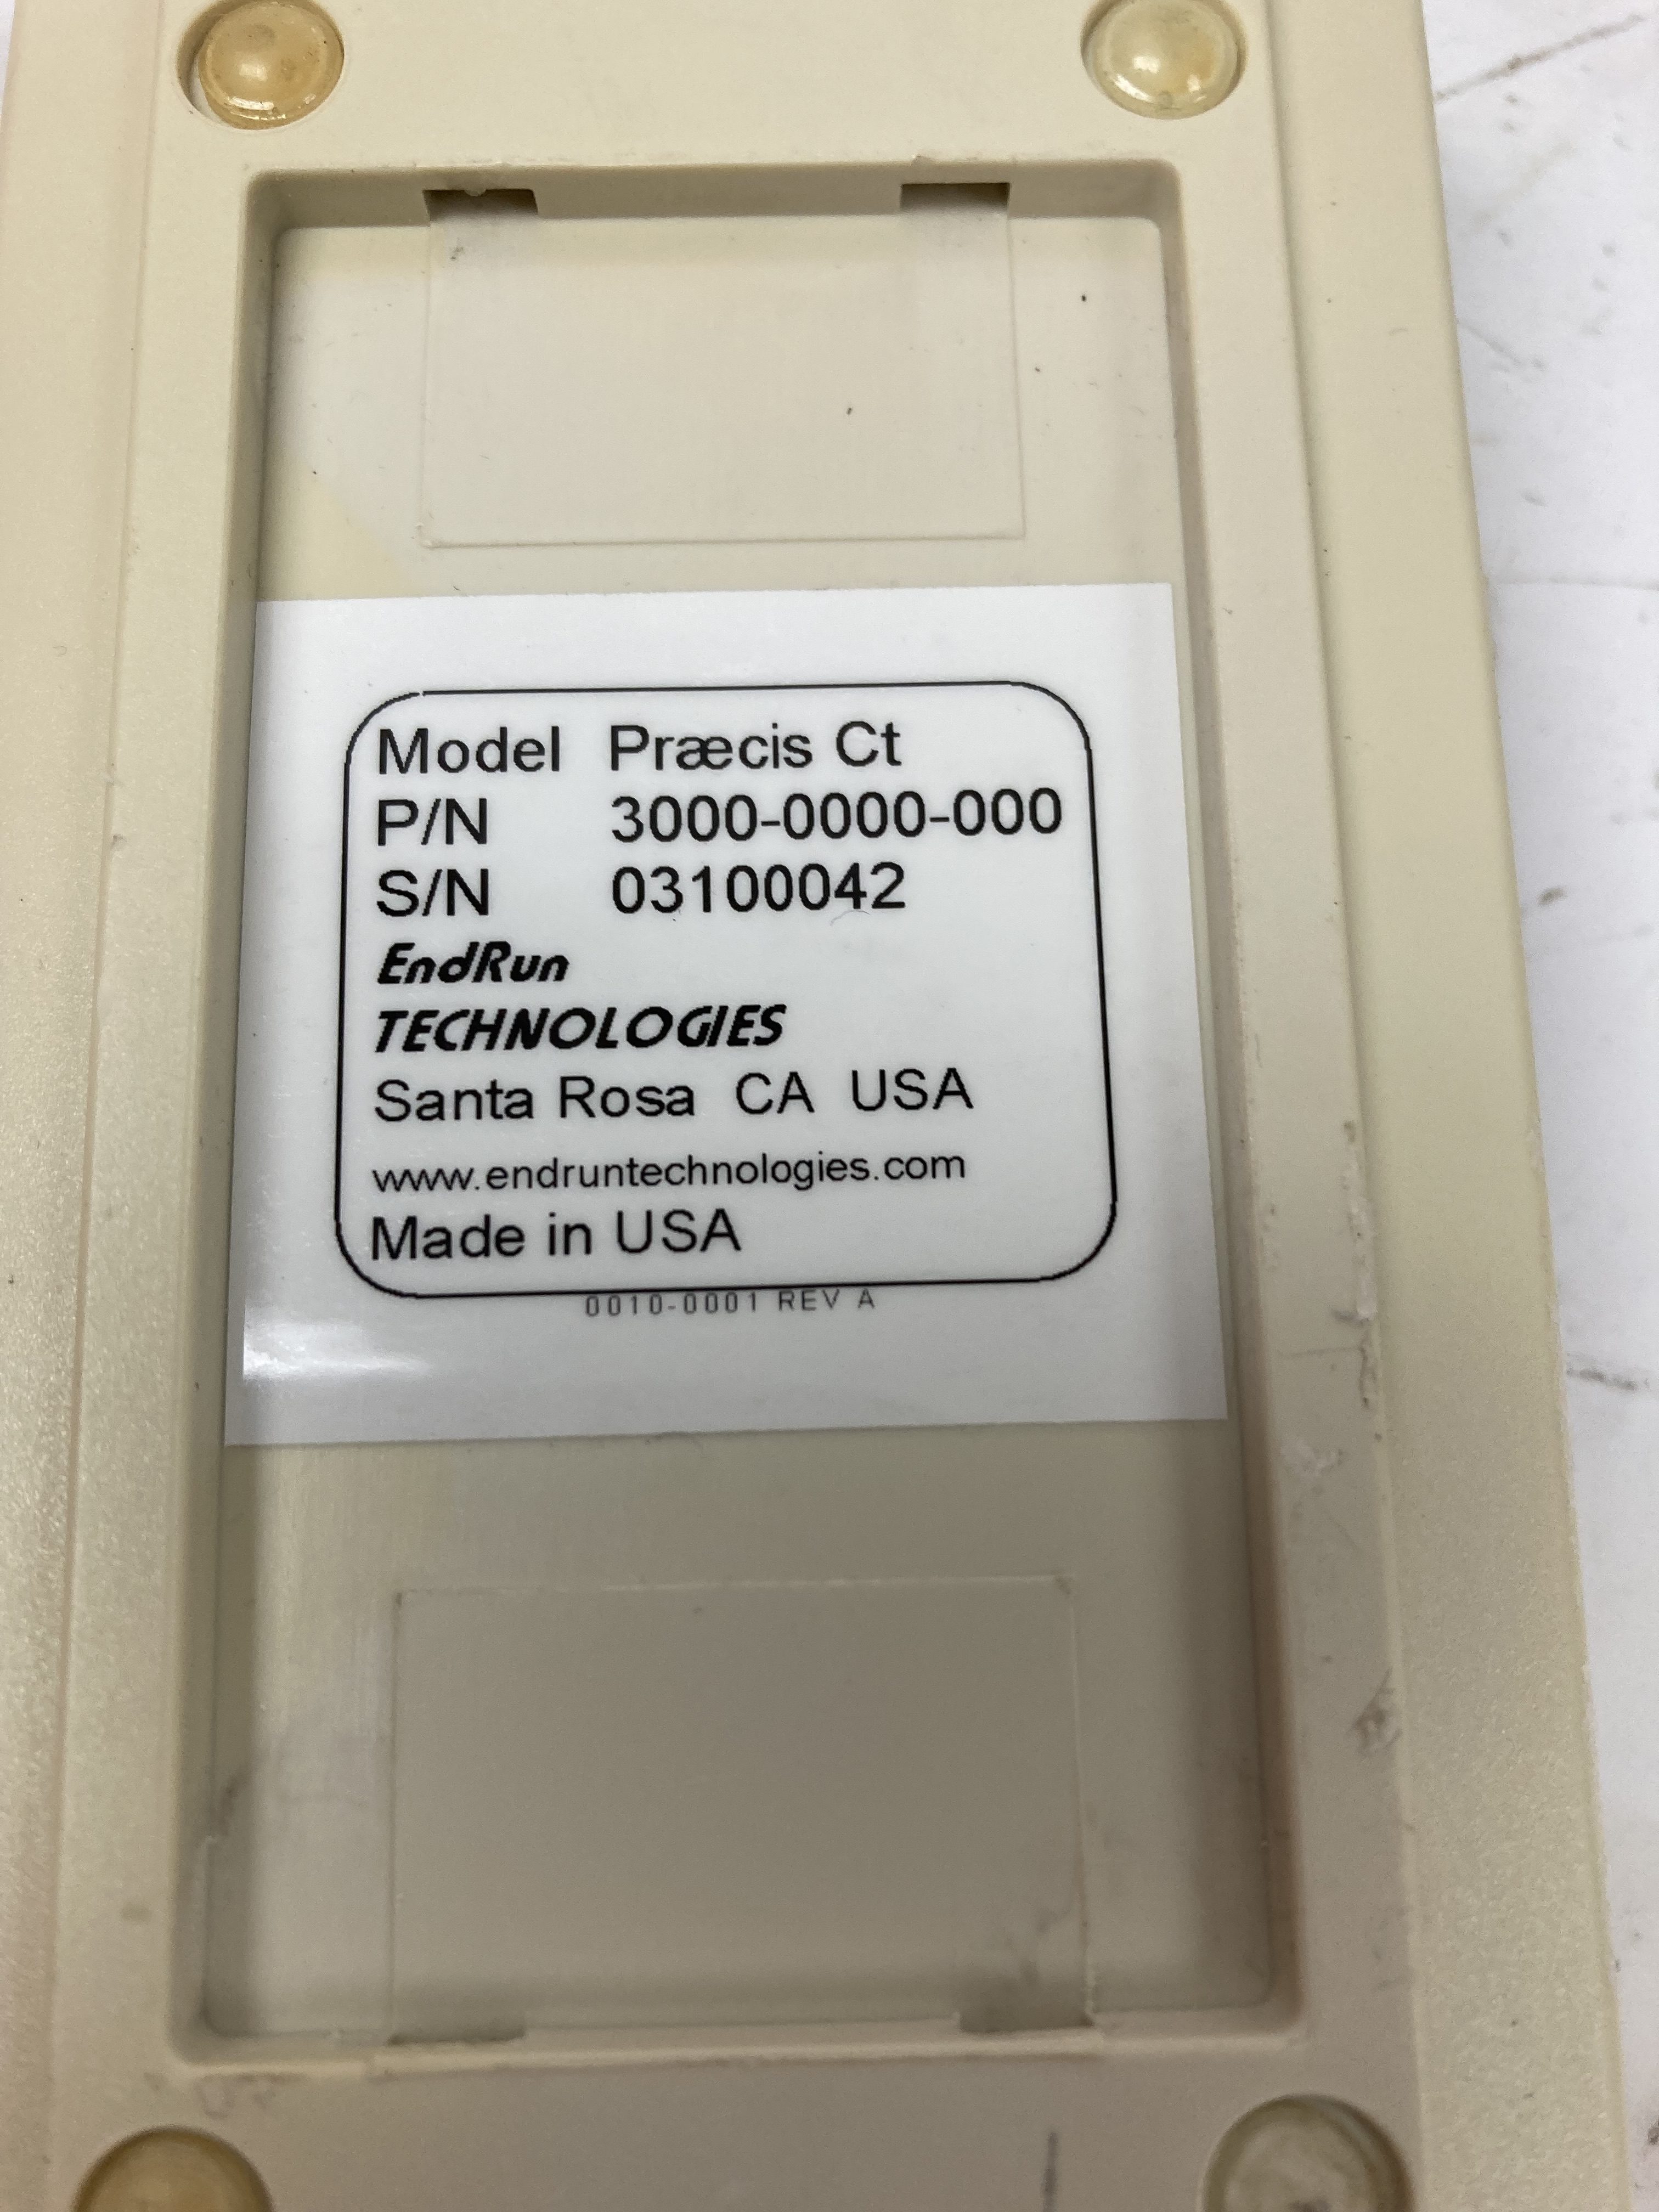 Model Præcis Ct
P/N 3000-0000-000
S/N 03100042
EndRun
TECHNOLOGIES
Santa Rosa CA USA
www.endruntechnologies.com
Made in USA
0010-0001 REV A